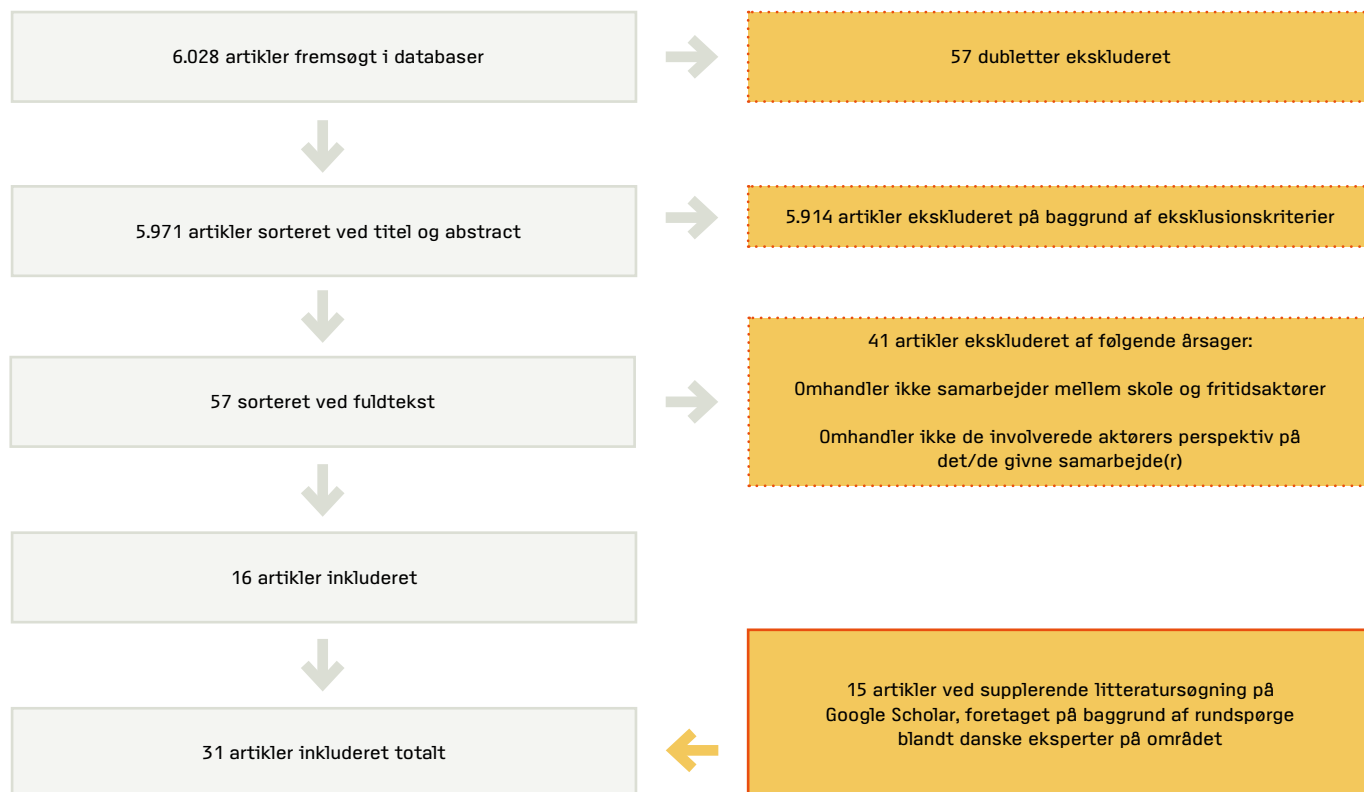 6.028 artikler fremsøgt i databaser
57 dubletter ekskluderet
5.971 artikler sorteret ved titel og abstract
5.914 artikler ekskluderet på baggrund af eksklusionskriterier
57 sorteret ved fuldtekst
41 artikler ekskluderet af følgende årsager:
Omhandler ikke samarbejder mellem skole og fritidsaktører
Omhandler ikke de involverede aktørers perspektiv på
det/de givne samarbejde(r)
16 artikler inkluderet
15 artikler ved supplerende litteratursøgning på
Google Scholar, foretaget på baggrund af rundspørge
blandt danske eksperter på området
31 artikler inkluderet totalt